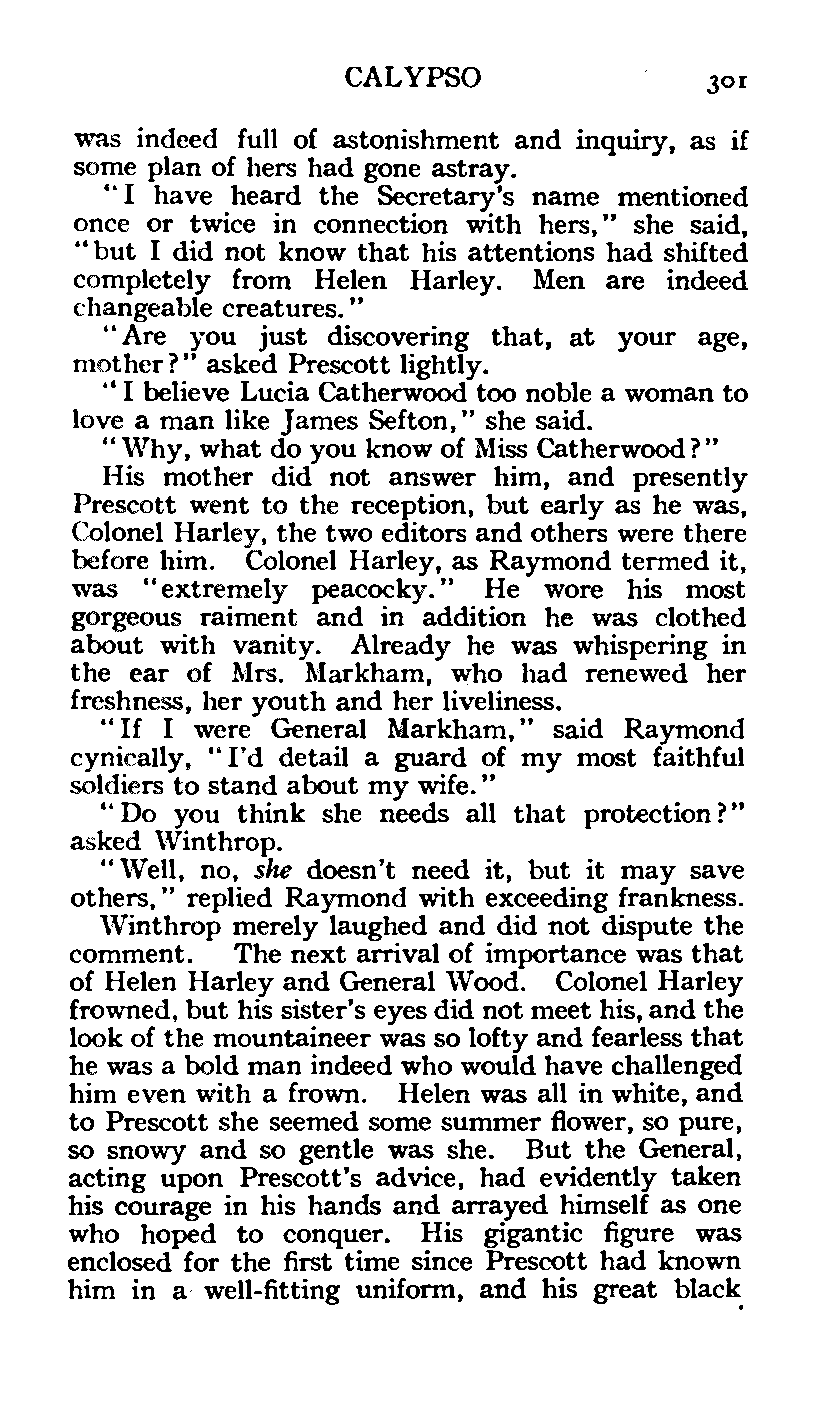 CALYPSO 301
was indeed full of astonishment and inquiry, as if
some plan of hers had gone astray.
"I have heard the Secretary's name mentioned
once or twice in connection with hers," she said,
"but I did not know that his attentions had shifted
completely from Helen Harley. Men are indeed
changeable creatures."
"Are you just discovering that, at your age,
mother?" asked Prescott lightly.
"I believe Lucia Catherwood too noble a woman to
love a man like James Sefton," she said.
"Why, what do you know of Miss Catherwood?"
His mother did not answer him, and presently
Prescott went to the reception, but early as he was,
Colonel Harley, the two editors and others were there
before him. Colonel Harley, as Raymond termed it,
was "extremely peacocky." He wore his most
gorgeous raiment and in addition he was clothed
about with vanity. Already he was whispering in
the ear of Mrs. Markham, who had renewed her
freshness, her youth and her liveliness.
"If I were General Markham," said Raymond
cynically, "I'd detail a guard of my most faithful
soldiers to stand about my wife."
"Do you think she needs all that protection?"
asked Winthrop.
"Well, no, she doesn't need it, but it may save
others," replied Raymond with exceeding frankness.
Winthrop merely laughed and did not dispute the
comment. The next arrival of importance was that
of Helen Harley and General Wood. Colonel Harley
frowned, but his sister's eyes did not meet his, and the
look of the mountaineer was so lofty and fearless that
he was a bold man indeed who would have challenged
him even with a frown. Helen was all in white, and
to Prescott she seemed some summer flower, so pure,
so snowy and so gentle was she. But the General,
acting upon Prescott's advice, had evidently taken
his courage in his hands and arrayed himself as one
who hoped to conquer. His gigantic figure was
enclosed for the first time since Prescott had known
him in a well-fitting uniform, and his great black